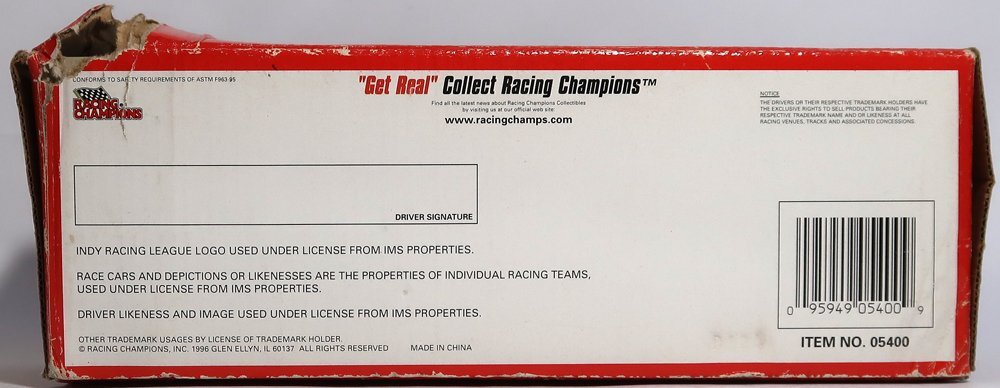 CONFORMS TO SAFETY REQUIREMENTS OF ASTM F963-95
RACING
CHAMPIONS
"Get Real" Collect Racing Champions™
Find all the latest news about Racing Champions Collectibles
by visiting us at our official web site:
www.racingchamps.com
NOTICE
THE DRIVERS OR THEIR RESPECTIVE TRADEMARK HOLDERS HAVE
THE EXCLUSIVE RIGHTS TO SELL PRODUCTS BEARING THEIR
RESPECTIVE TRADEMARK NAME AND OR LIKENESS AT ALL
RACING VENUES, TRACKS AND ASSOCIATED CONCESSIONS.
DRIVER SIGNATURE
INDY RACING LEAGUE LOGO USED UNDER LICENSE FROM IMS PROPERTIES.
RACE CARS AND DEPICTIONS OR LIKENESSES ARE THE PROPERTIES OF INDIVIDUAL RACING TEAMS,
USED UNDER LICENSE FROM IMS PROPERTIES.
DRIVER LIKENESS AND IMAGE USED UNDER LICENSE FROM IMS PROPERTIES.
OTHER TRADEMARK USAGES BY LICENSE OF TRADEMARK HOLDER.
© RACING CHAMPIONS, INC. 1996 GLEN ELLYN, IL 60137 ALL RIGHTS RESERVED MADE IN CHINA
0 95949 05400 9
ITEM NO. 05400